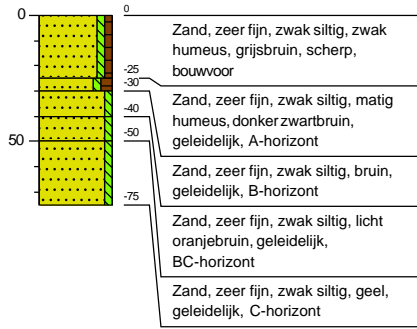 0
0
Zand, zeer fijn, zwak siltig, zwak
humeus, grijsbruin, scherp,
bouwvoor
-25
-30
Zand, zeer fijn, zwak siltig, matig
humeus, donker zwartbruin,
geleidelijk, A-horizont
-40
50
-50
Zand, zeer fijn, zwak siltig, bruin,
geleidelijk, B-horizont
-75
Zand, zeer fijn, zwak siltig, licht
oranjebruin, geleidelijk,
BC-horizont
Zand, zeer fijn, zwak siltig, geel,
geleidelijk, C-horizont